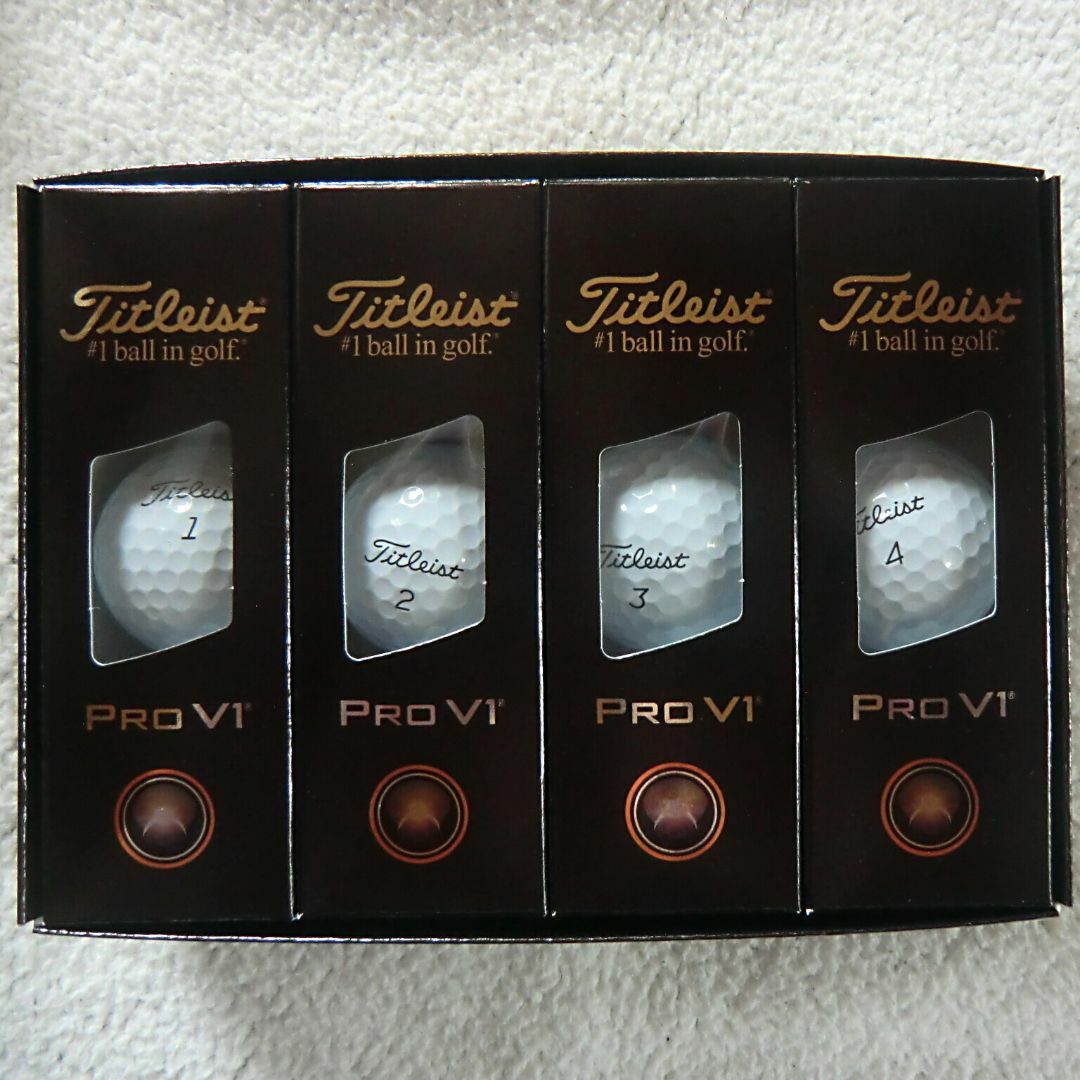 Titleist®
#1 ball in golf.®
Titleis
1
PRO V1®
Titleist®
#1 ball in golf.®
Titleist
2
PRO V1®
Titleist®
#1 ball in golf.®
Titleist
3
PRO V1®
Titleist®
#1 ball in golf.®
itleist
4
PRO V1®